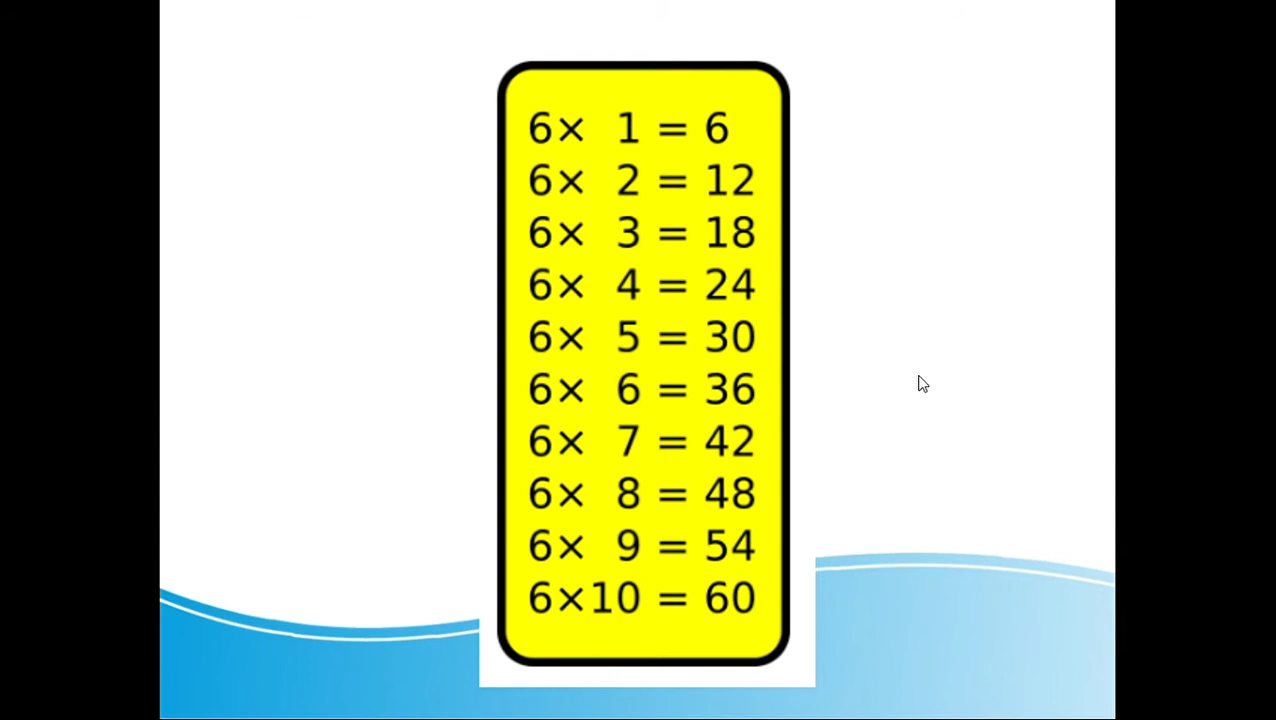 6× 1 = 6
6× 2 = 12
6× 3 = 18
6× 4 = 24
6× 5 = 30
6× 6 = 36
6× 7 = 42
6× 8 = 48
6× 9 = 54
6×10 = 60